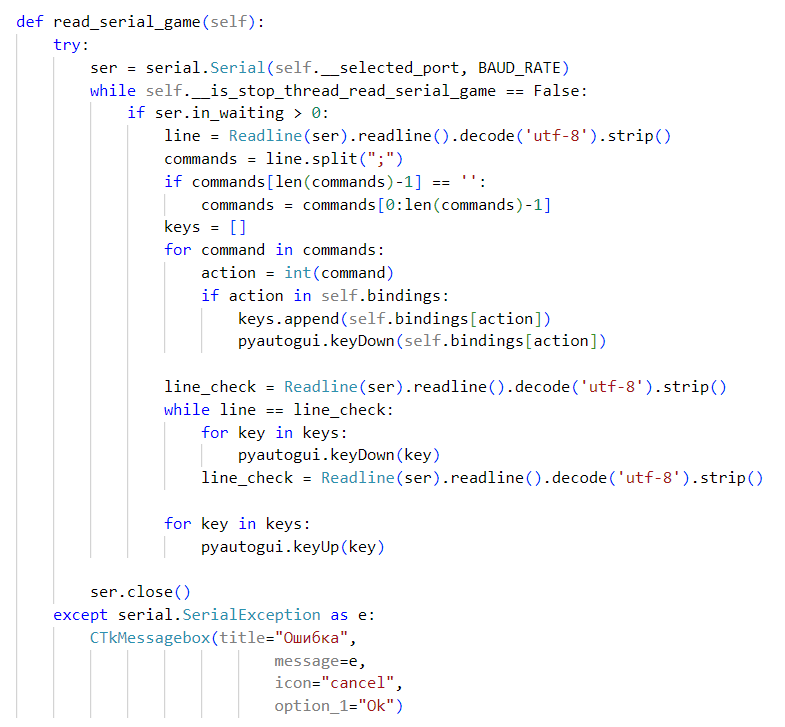 def read_serial_game(self):
    try:
        ser = serial.Serial(self.__selected_port, BAUD_RATE)
        while self.__is_stop_thread_read_serial_game == False:
            if ser.in_waiting > 0:
                line = Readline(ser).readline().decode('utf-8').strip()
                commands = line.split(";")
                if commands[len(commands)-1] == '':
                    commands = commands[0:len(commands)-1]
                keys = []
                for command in commands:
                    action = int(command)
                    if action in self.bindings:
                        keys.append(self.bindings[action])
                        pyautogui.keyDown(self.bindings[action])

                line_check = Readline(ser).readline().decode('utf-8').strip()
                while line == line_check:
                    for key in keys:
                        pyautogui.keyDown(key)
                    line_check = Readline(ser).readline().decode('utf-8').strip()

                for key in keys:
                    pyautogui.keyUp(key)

        ser.close()
    except serial.SerialException as e:
        CTkMessagebox(title="Ошибка",
                            message=e,
                            icon="cancel",
                            option_1="Ok")